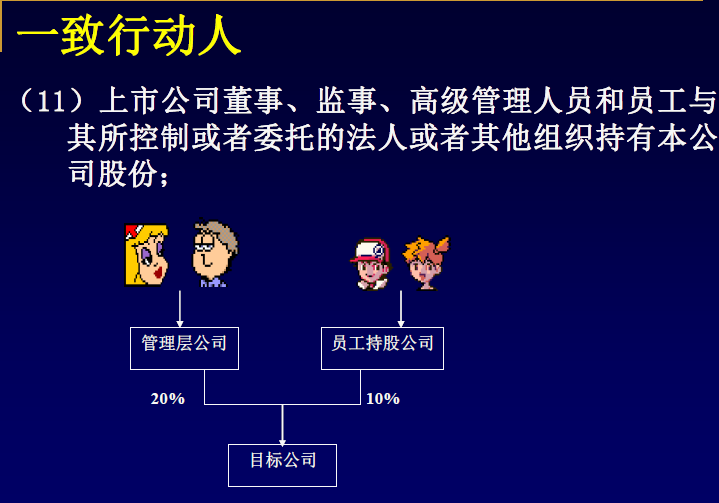 一致行动人
（11）上市公司董事、监事、高级管理人员和员工与
其所控制或者委托的法人或者其他组织持有本公
司股份；
管理层公司
员工持股公司
20%
10%
目标公司